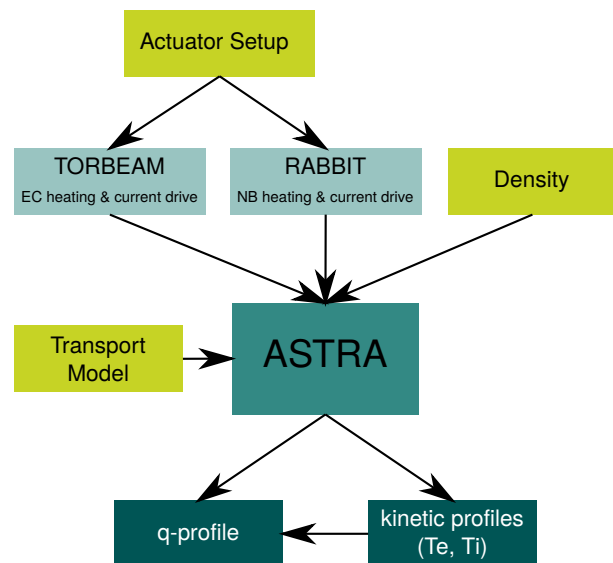 Actuator Setup
TORBEAM
EC heating & current drive
RABBIT
NB heating & current drive
Density
Transport
Model
ASTRA
q-profile
kinetic profiles
(Te, Ti)